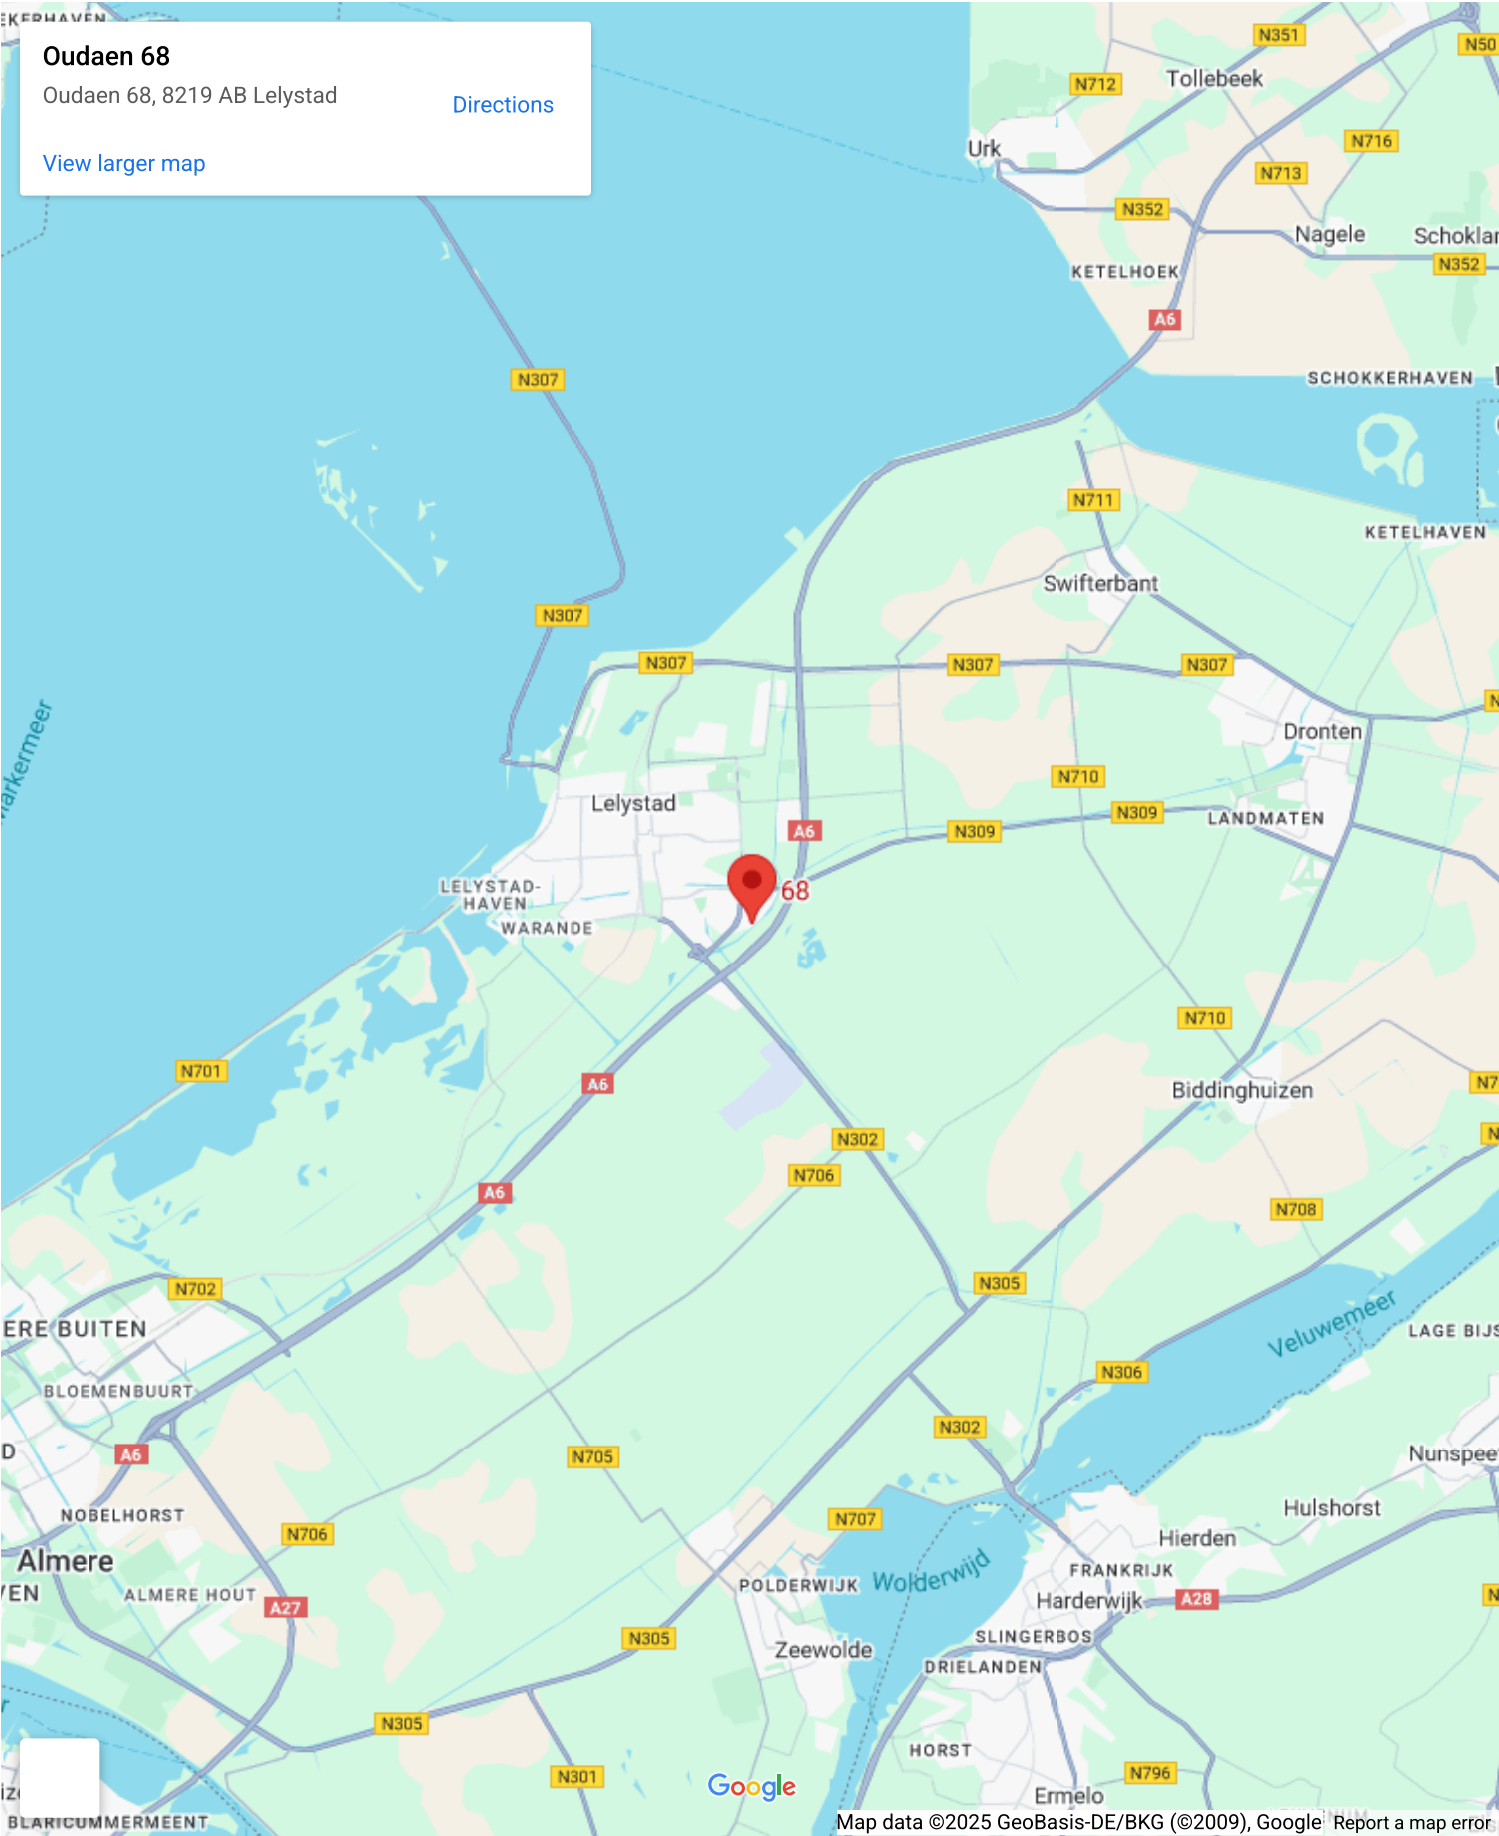 EKERHAVEN
Oudaen 68
Oudaen 68, 8219 AB Lelystad
Directions
View larger map
N351
N50
Tollebeek
N712
N716
Urk
N713
N352
Nagele
Schoklar
N352
KETELHOEK
A6
SCHOKKERHAVEN
N307
N711
KETELHAVEN
Swifterbant
N307
N307
N307
N307
N
arkermeer
Dronten
N710
Lelystad
N309
LANDMATEN
A6
N309
LELYSTAD-
HAVEN
68
WARANDE
N710
N701
A6
N7
Biddinghuizen
N302
N
N706
A6
N708
N702
N305
ERE BUITEN
Veluwemeer
LAGE BIJS
N306
BLOEMENBUURT
N302
D
A6
N705
Nunspee
NOBELHORST
N707
Hulshorst
N706
Hierden
Almere
Wolderwijd
FRANKRIJK
VEN
ALMERE HOUT
POLDERWIJK
Harderwijk
A28
N
A27
N305
SLINGERBOS
Zeewolde
DRIELANDEN
N305
HORST
N301
Google
N796
Ermelo
BLARICUMMERMEENT
Map data ©2025 GeoBasis-DE/BKG (©2009), Google
Report a map error